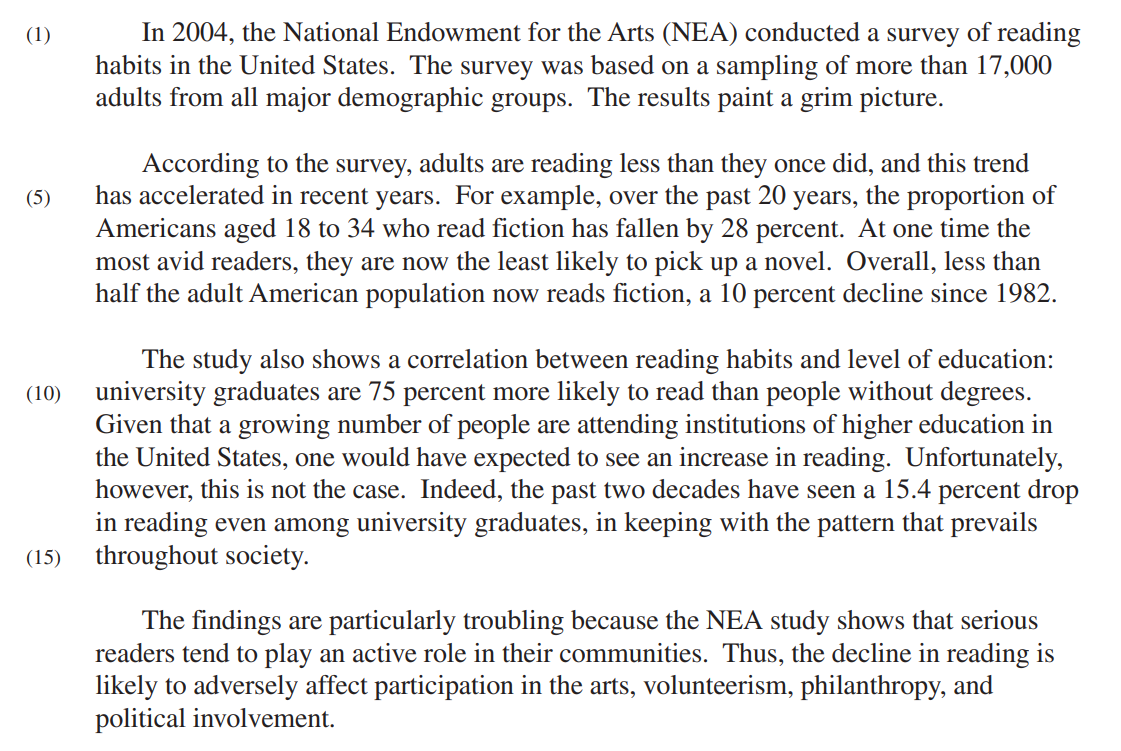 (1) In 2004, the National Endowment for the Arts (NEA) conducted a survey of reading
habits in the United States. The survey was based on a sampling of more than 17,000
adults from all major demographic groups. The results paint a grim picture.
According to the survey, adults are reading less than they once did, and this trend
(5) has accelerated in recent years. For example, over the past 20 years, the proportion of
Americans aged 18 to 34 who read fiction has fallen by 28 percent. At one time the
most avid readers, they are now the least likely to pick up a novel. Overall, less than
half the adult American population now reads fiction, a 10 percent decline since 1982.
The study also shows a correlation between reading habits and level of education:
(10) university graduates are 75 percent more likely to read than people without degrees.
Given that a growing number of people are attending institutions of higher education in
the United States, one would have expected to see an increase in reading. Unfortunately,
however, this is not the case. Indeed, the past two decades have seen a 15.4 percent drop
in reading even among university graduates, in keeping with the pattern that prevails
(15) throughout society.
The findings are particularly troubling because the NEA study shows that serious
readers tend to play an active role in their communities. Thus, the decline in reading is
likely to adversely affect participation in the arts, volunteerism, philanthropy, and
political involvement.